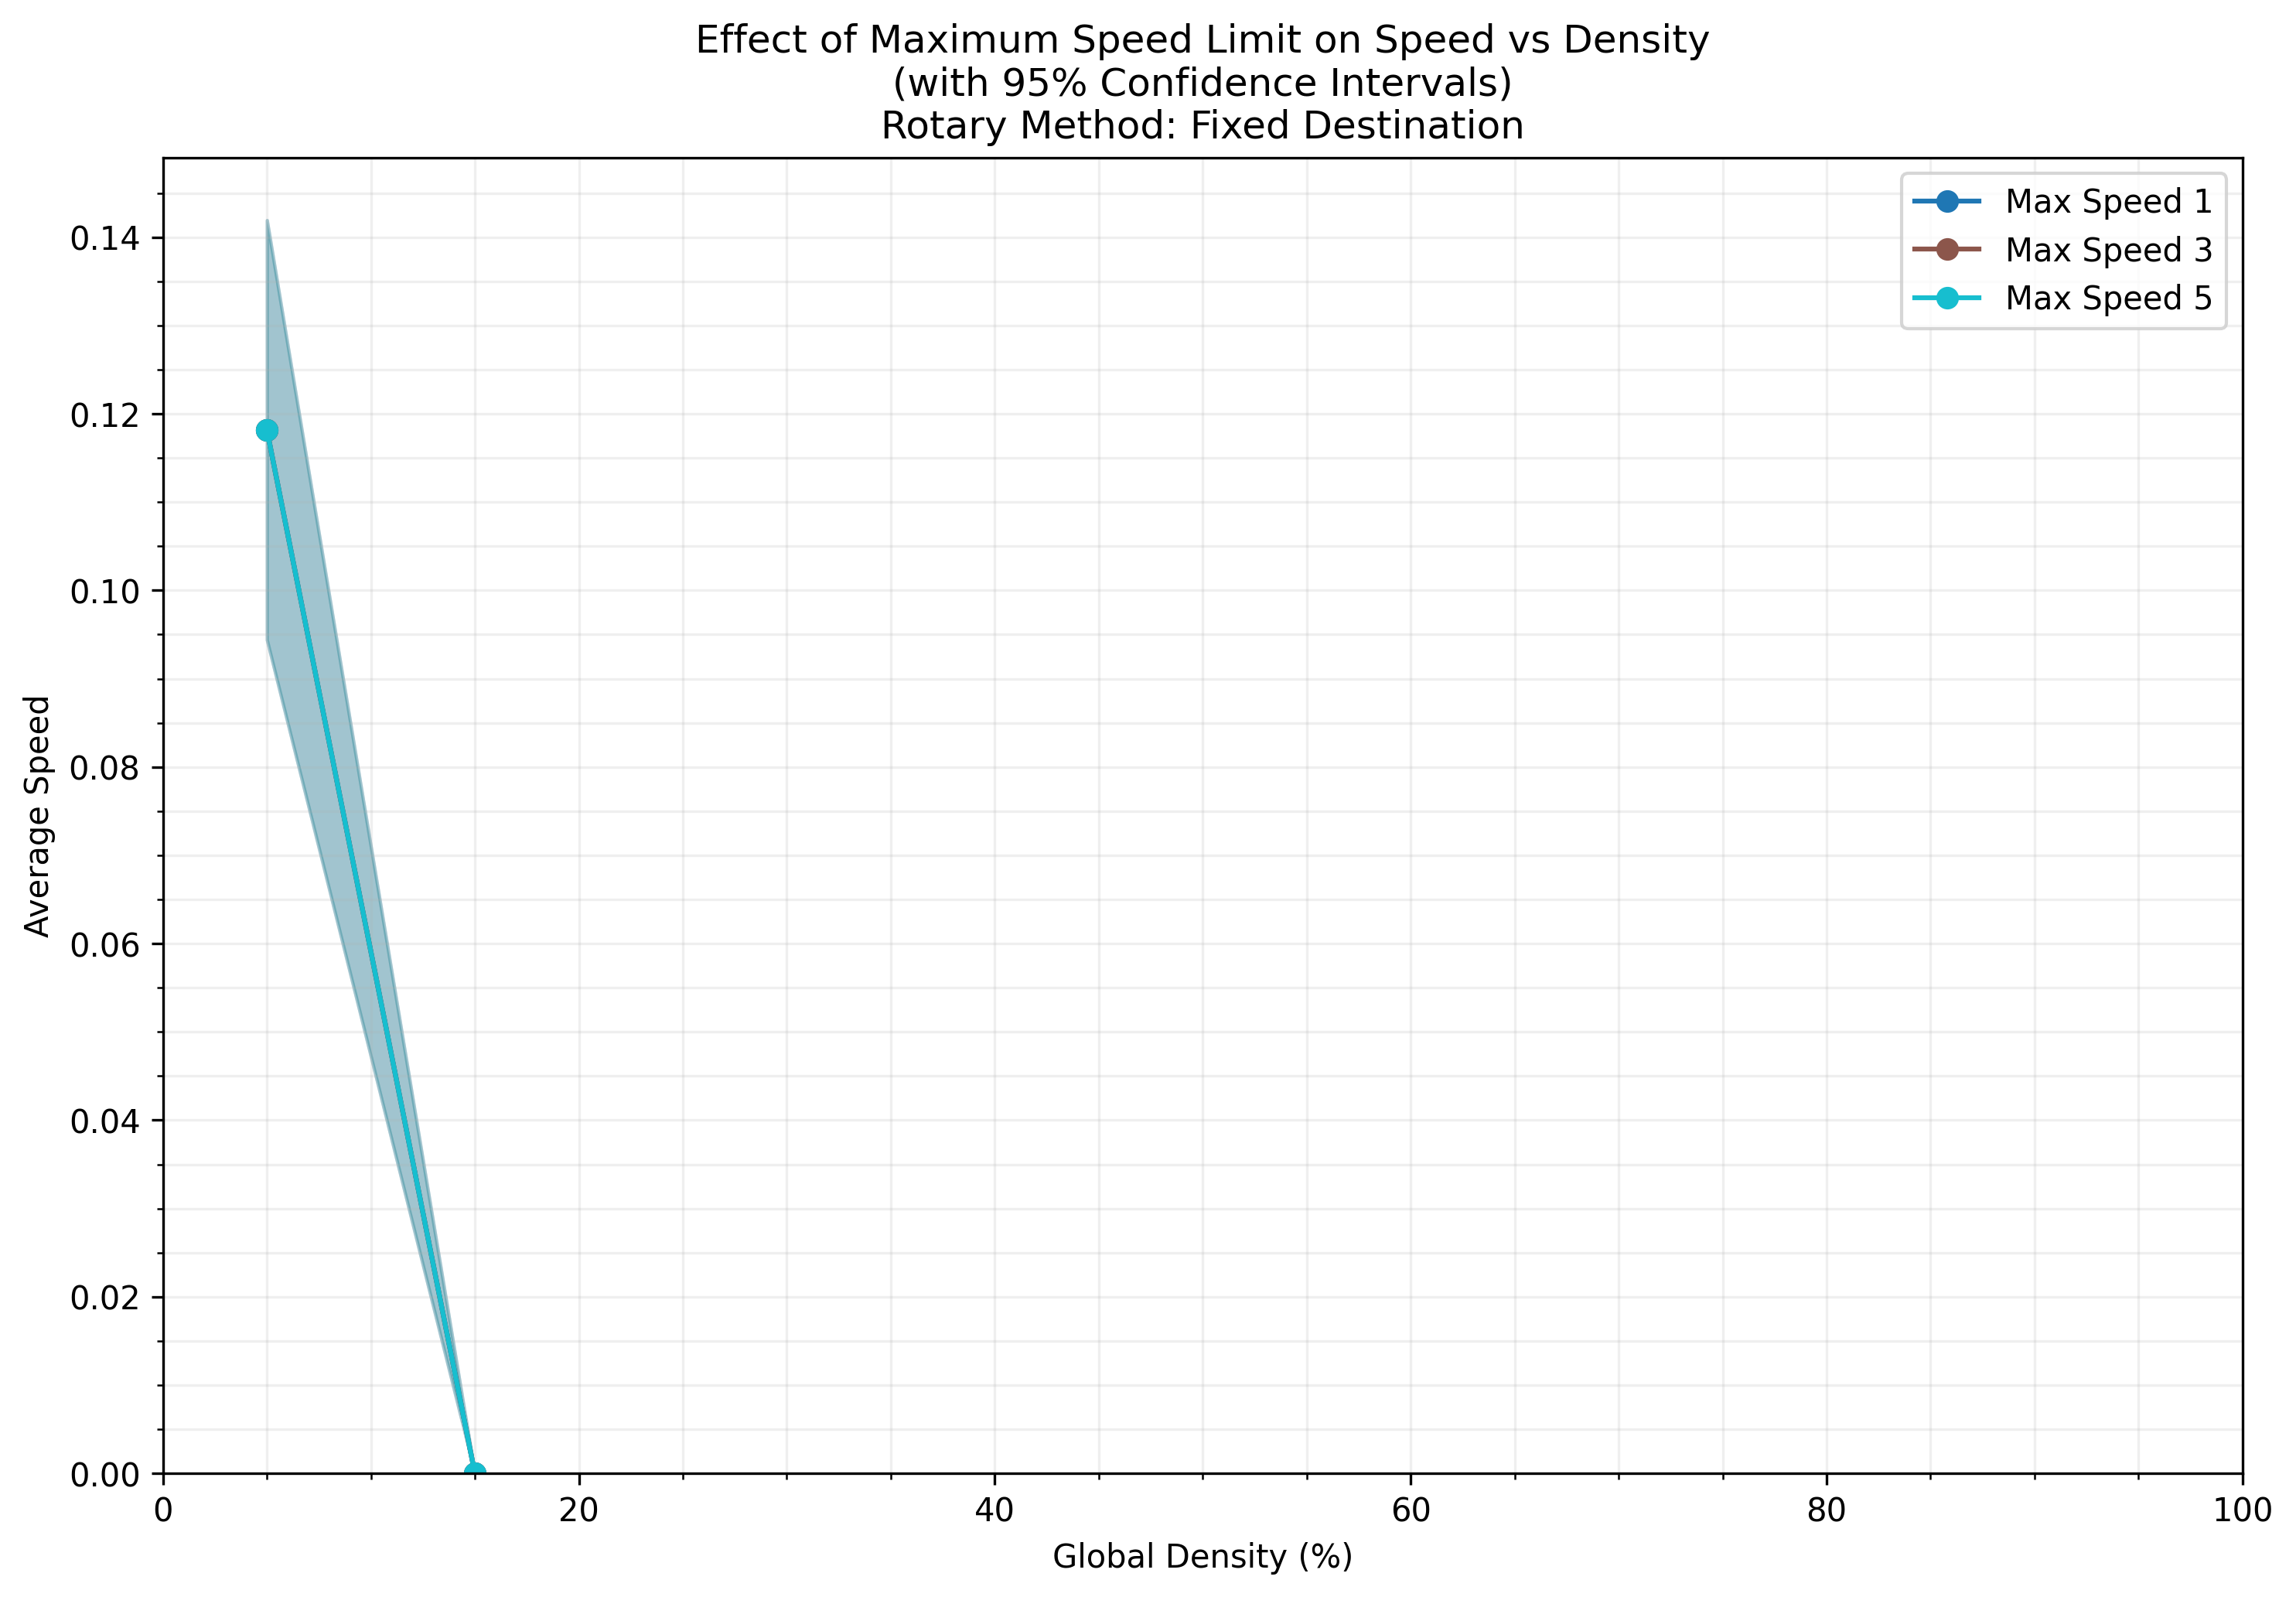 Effect of Maximum Speed Limit on Speed vs Density
(with 95% Confidence Intervals)
Rotary Method: Fixed Destination
Max Speed 1
Max Speed 3
Max Speed 5
Average Speed
0.14
0.12
0.10
0.08
0.06
0.04
0.02
0.00
0 20 40 60 80 100
Global Density (%)